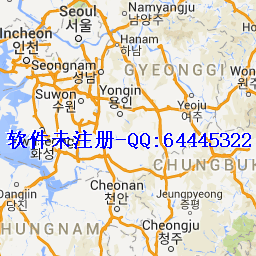 Seoul
서울
Namyangju
남양주
Incheon
인천
Hanam
하남
Seongnam
성남
GYEONGGI
Suwon
수원
Yongin
용인
Yeoju
여주
Won
원주
软件未注册-QQ:64445322
화성
CHUNGBUK
Dangjin
당진
Cheonan
천안
Jeungpyeong
증평
HUNGNAM
Cheongju
청주